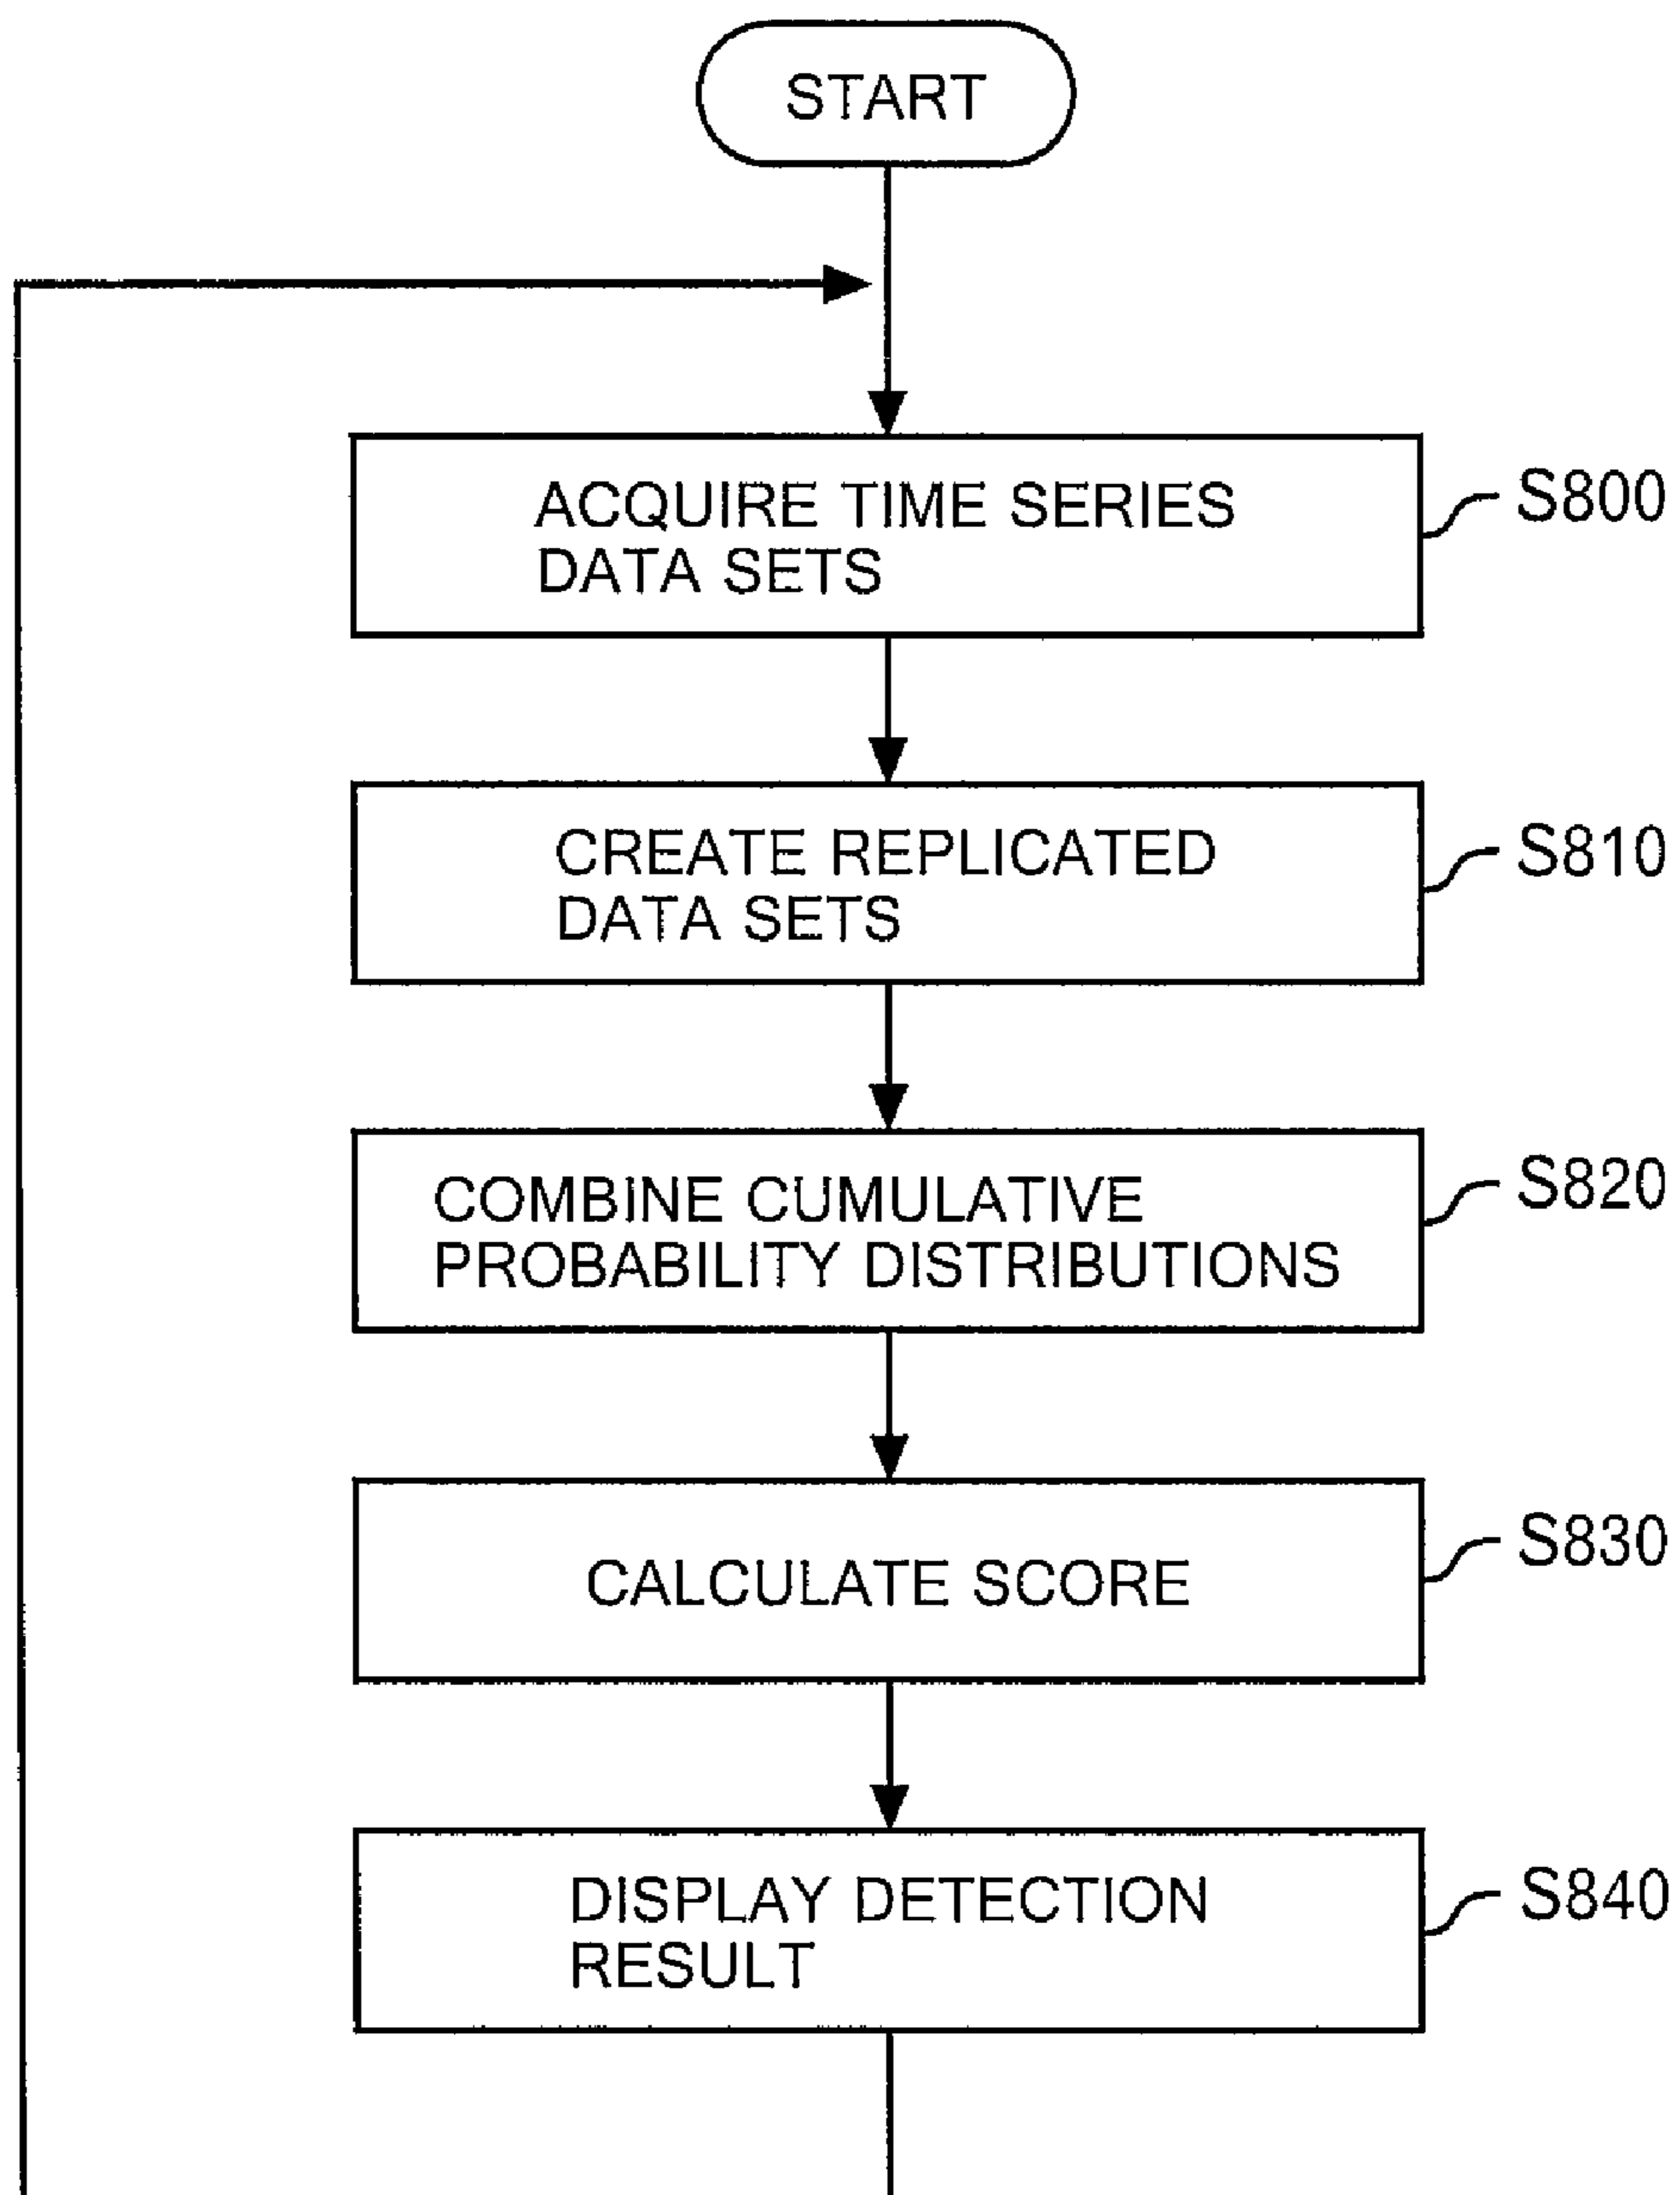 START
ACQUIRE TIME SERIES
DATA SETS
S800
CREATE REPLICATED
DATA SETS
S810
COMBINE CUMULATIVE
PROBABILITY DISTRIBUTIONS
S820
CALCULATE SCORE
S830
DISPLAY DETECTION
RESULT
S840